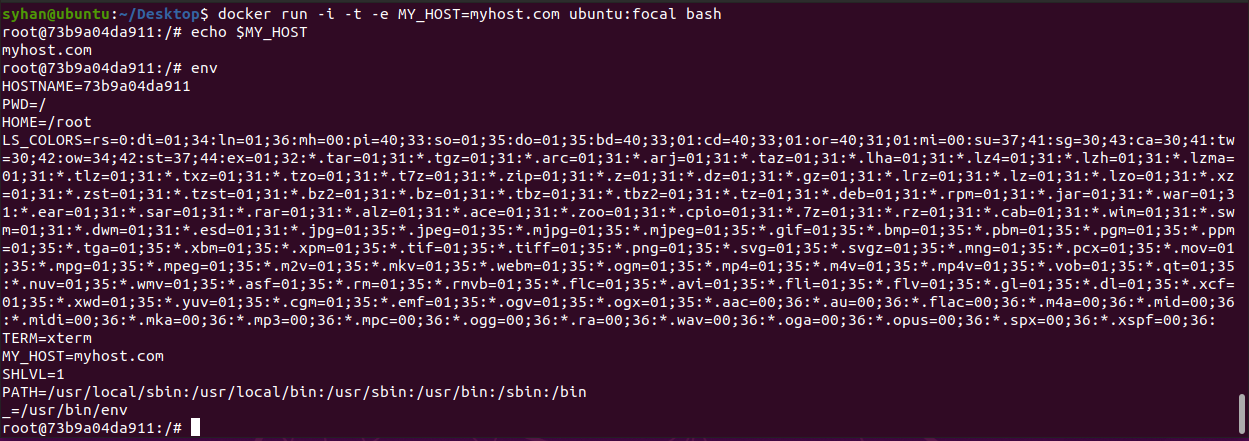 syhan@ubuntu:~/Desktop$ docker run -i -t -e MY_HOST=myhost.com ubuntu:focal bash
root@73b9a04da911:/# echo $MY_HOST
myhost.com
root@73b9a04da911:/# env
HOSTNAME=73b9a04da911
PWD=/
HOME=/root
LS_COLORS=rs=0:di=01;34:ln=01;36:mh=00:pi=40;33:so=01;35:do=01;35:bd=40;33;01:cd=40;33;01:or=40;31;01:mi=00:su=37;41:sg=30;43:ca=30;41:tw
=30;42:ow=34;42:st=37;44:ex=01;32:*.tar=01;31:*.tgz=01;31:*.arc=01;31:*.arj=01;31:*.taz=01;31:*.lha=01;31:*.lz4=01;31:*.lzh=01;31:*.lzma=
01;31:*.tlz=01;31:*.txz=01;31:*.tzo=01;31:*.t7z=01;31:*.zip=01;31:*.z=01;31:*.dz=01;31:*.gz=01;31:*.lrz=01;31:*.lz=01;31:*.lzo=01;31:*.xz
=01;31:*.zst=01;31:*.tzst=01;31:*.bz2=01;31:*.bz=01;31:*.tbz=01;31:*.tbz2=01;31:*.tz=01;31:*.deb=01;31:*.rpm=01;31:*.jar=01;31:*.war=01;3
1:*.ear=01;31:*.sar=01;31:*.rar=01;31:*.alz=01;31:*.ace=01;31:*.zoo=01;31:*.cpio=01;31:*.7z=01;31:*.rz=01;31:*.cab=01;31:*.wim=01;31:*.sw
m=01;31:*.dwm=01;31:*.esd=01;31:*.jpg=01;35:*.jpeg=01;35:*.mjpg=01;35:*.mjpeg=01;35:*.gif=01;35:*.bmp=01;35:*.pbm=01;35:*.pgm=01;35:*.ppm
=01;35:*.tga=01;35:*.xbm=01;35:*.xpm=01;35:*.tif=01;35:*.tiff=01;35:*.png=01;35:*.svg=01;35:*.svgz=01;35:*.mng=01;35:*.pcx=01;35:*.mov=01
;35:*.mpg=01;35:*.mpeg=01;35:*.m2v=01;35:*.mkv=01;35:*.webm=01;35:*.ogm=01;35:*.mp4=01;35:*.m4v=01;35:*.mp4v=01;35:*.vob=01;35:*.qt=01;35
:*.nuv=01;35:*.wmv=01;35:*.asf=01;35:*.rm=01;35:*.rmvb=01;35:*.flc=01;35:*.avi=01;35:*.fli=01;35:*.flv=01;35:*.gl=01;35:*.dl=01;35:*.xcf=
01;35:*.xwd=01;35:*.yuv=01;35:*.cgm=01;35:*.emf=01;35:*.ogv=01;35:*.ogx=01;35:*.aac=00;36:*.au=00;36:*.flac=00;36:*.m4a=00;36:*.mid=00;36
:*.midi=00;36:*.mka=00;36:*.mp3=00;36:*.mpc=00;36:*.ogg=00;36:*.ra=00;36:*.wav=00;36:*.oga=00;36:*.opus=00;36:*.spx=00;36:*.xspf=00;36:
TERM=xterm
MY_HOST=myhost.com
SHLVL=1
PATH=/usr/local/sbin:/usr/local/bin:/usr/sbin:/usr/bin:/sbin:/bin
_=/usr/bin/env
root@73b9a04da911:/#